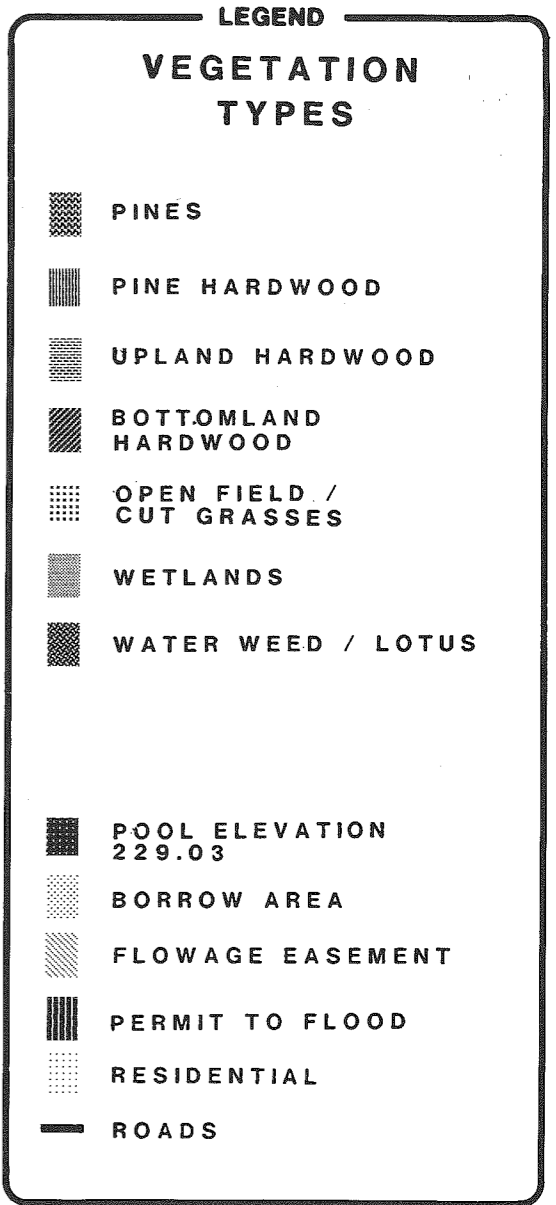 LEGEND
VEGETATION
TYPES
PINES
PINE HARDWOOD
UPLAND HARDWOOD
BOTTOMLAND
HARDWOOD
OPEN FIELD /
CUT GRASSES
WETLANDS
WATER WEED / LOTUS
POOL ELEVATION
229.03
BORROW AREA
FLOWAGE EASEMENT
PERMIT TO FLOOD
RESIDENTIAL
ROADS